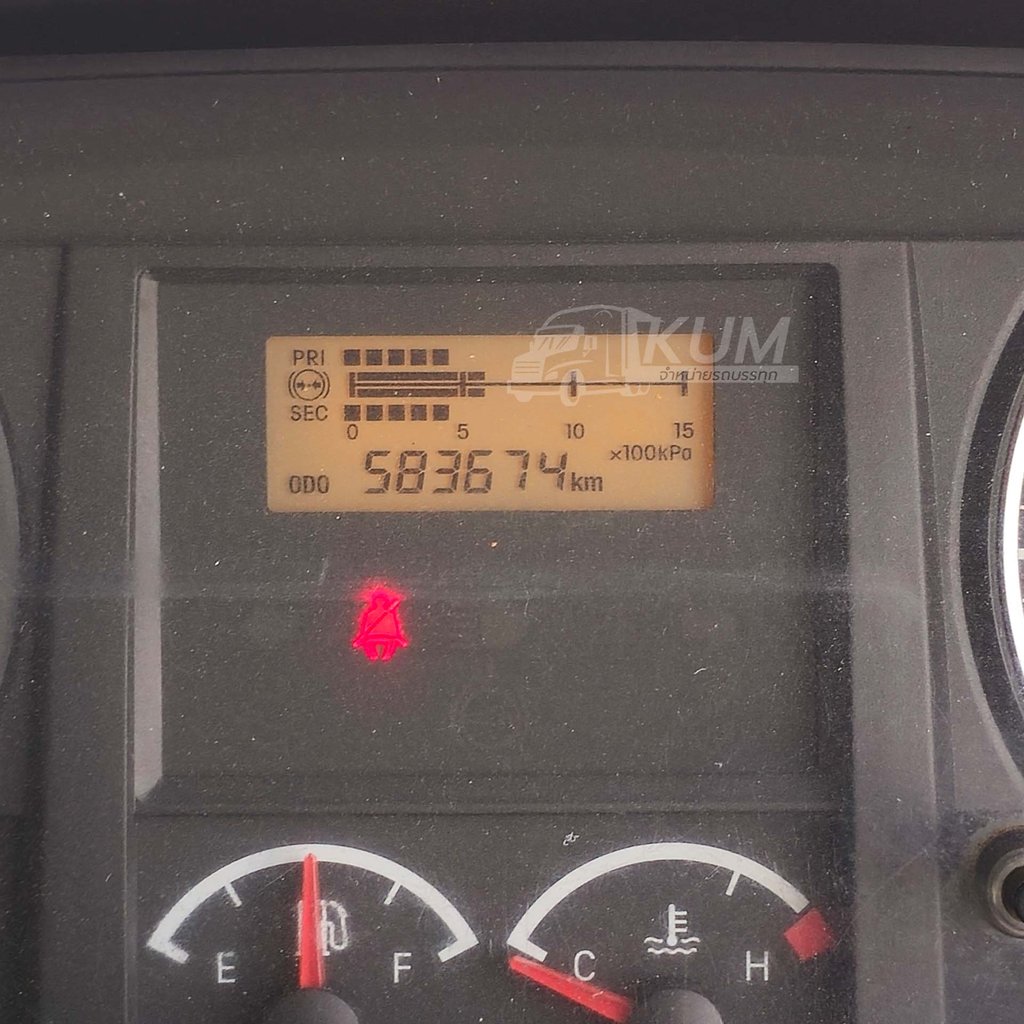 PRI
SEC
0 5 10 15
×100kPa
ODO 583674km
KUM
จำหน่ายรถบรรทุก
E F
C H